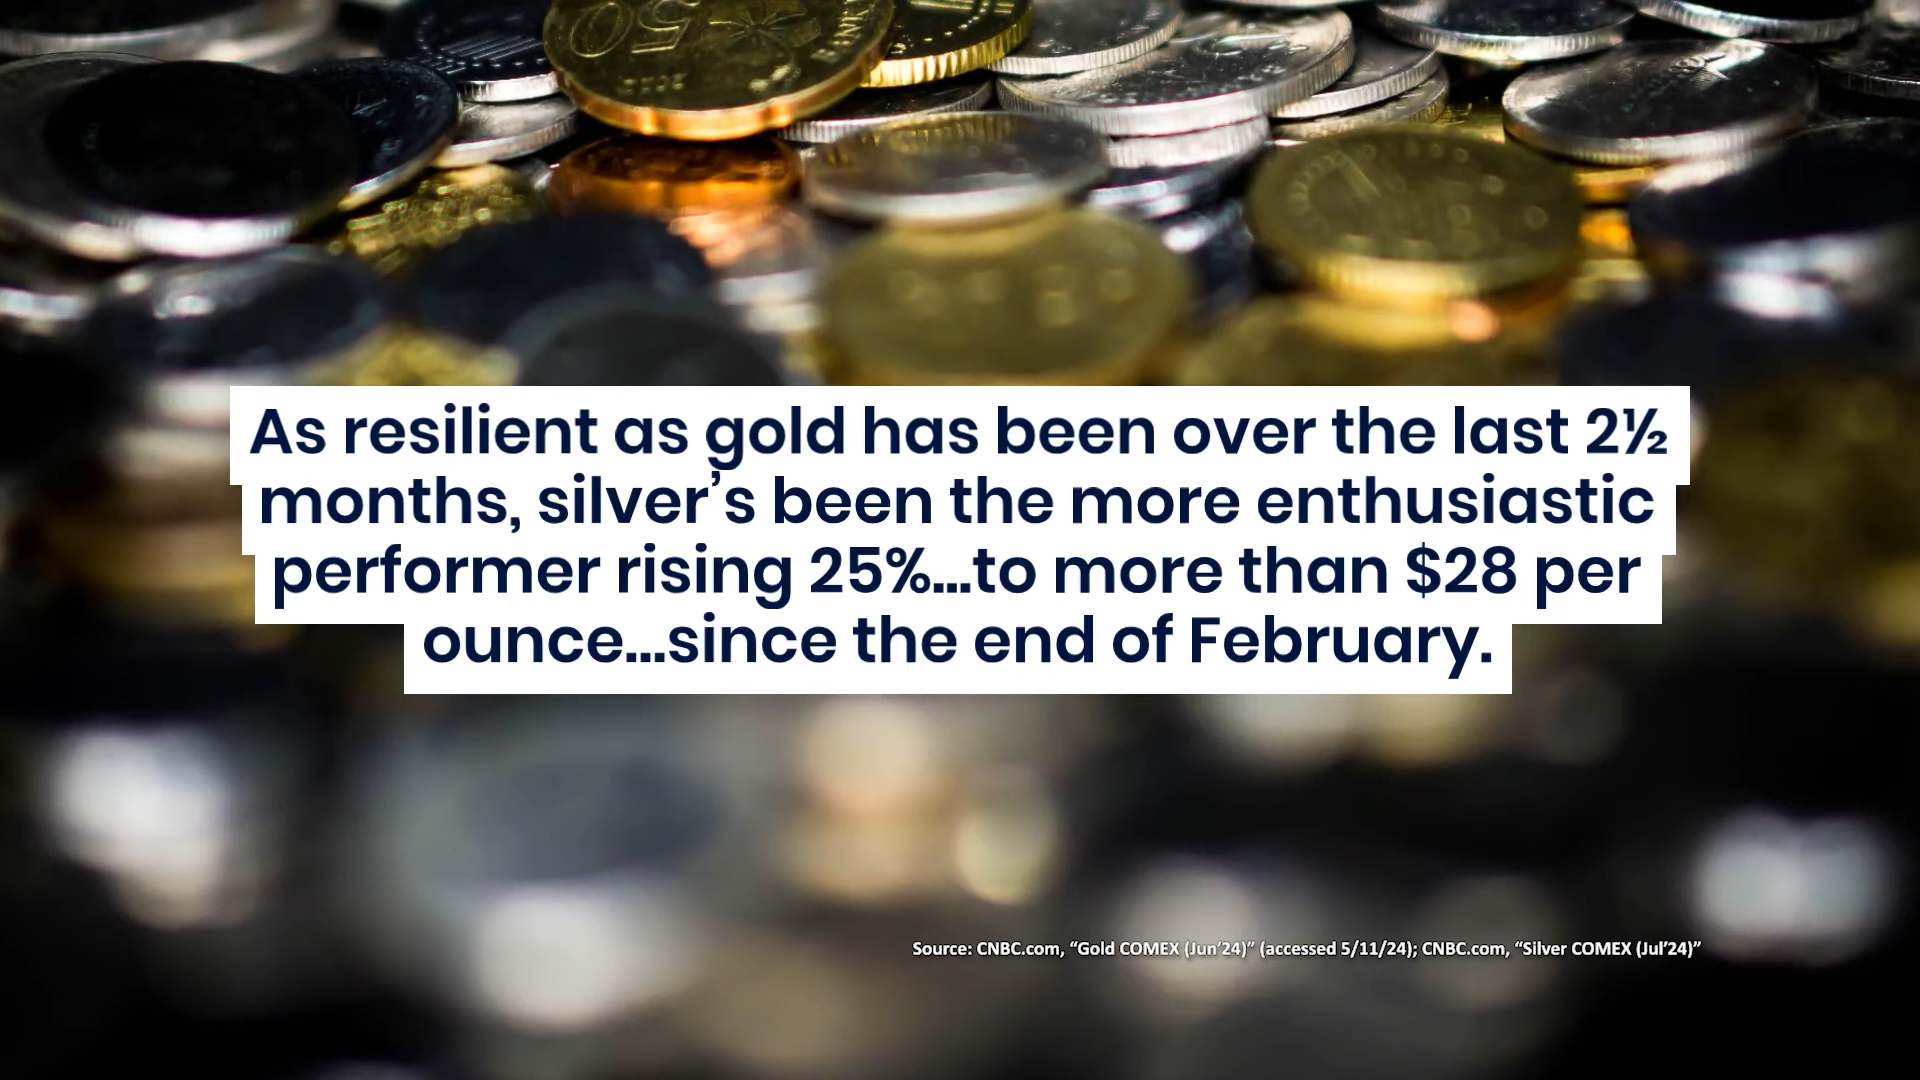 As resilient as gold has been over the last 2½
months, silver’s been the more enthusiastic
performer rising 25%...to more than $28 per
ounce...since the end of February.
Source: CNBC.com, “Gold COMEX (Jun’24)” (accessed 5/11/24); CNBC.com, “Silver COMEX (Jul’24)”
50